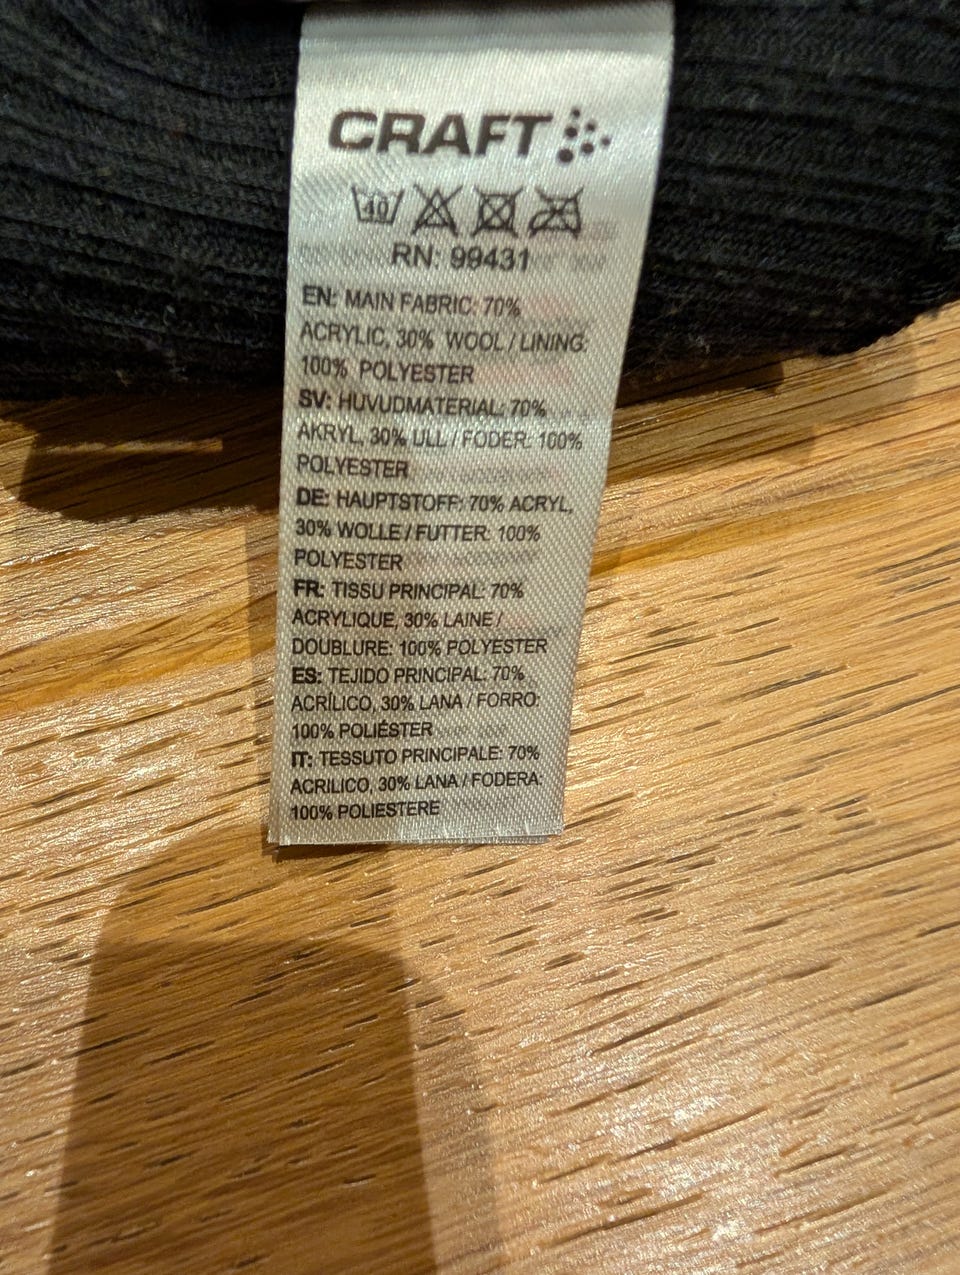 CRAFT
40
RN: 99431
EN: MAIN FABRIC: 70%
ACRYLIC, 30% WOOL / LINING:
100% POLYESTER
SV: HUVUDMATERIAL: 70%
AKRYL, 30% ULL / FODER: 100%
POLYESTER
DE: HAUPTSTOFF: 70% ACRYL,
30% WOLLE / FUTTER: 100%
POLYESTER
FR: TISSU PRINCIPAL: 70%
ACRYLIQUE, 30% LAINE /
DOUBLURE: 100% POLYESTER
ES: TEJIDO PRINCIPAL: 70%
ACRÍLICO, 30% LANA / FORRO:
100% POLIÉSTER
IT: TESSUTO PRINCIPALE: 70%
ACRILICO, 30% LANA / FODERA:
100% POLIESTERE